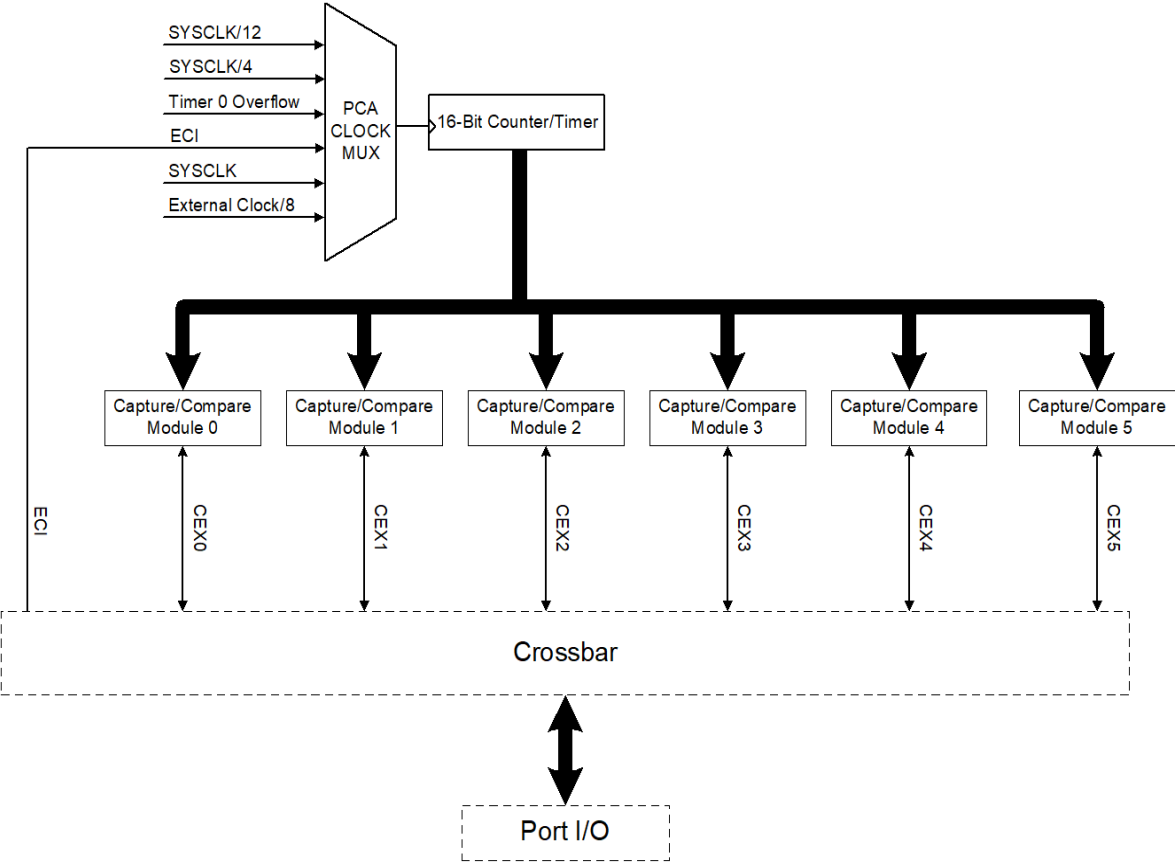 SYSCLK/12
SYSCLK/4
Timer 0 Overflow
ECI
SYSCLK
External Clock/8
PCA
CLOCK
MUX
16-Bit Counter/Timer
Capture/Compare
Module 0
Capture/Compare
Module 1
Capture/Compare
Module 2
Capture/Compare
Module 3
Capture/Compare
Module 4
Capture/Compare
Module 5
ECI
CEX0
CEX1
CEX2
CEX3
CEX4
CEX5
Crossbar
Port I/O